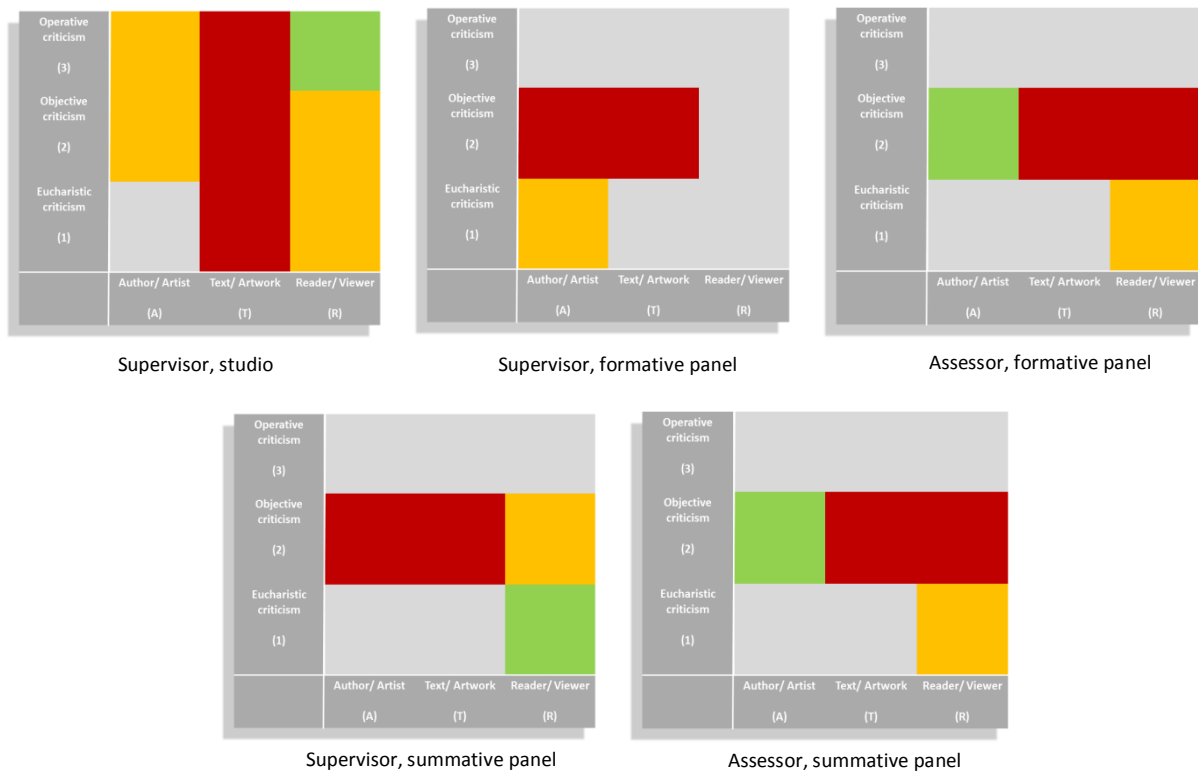 Operative
criticism
(3)
Objective
criticism
(2)
Eucharistic
criticism
(1)
Author/ Artist Text/ Artwork Reader/ Viewer
(A) (T) (R)
Supervisor, studio
Operative
criticism
(3)
Objective
criticism
(2)
Eucharistic
criticism
(1)
Author/ Artist Text/ Artwork Reader/ Viewer
(A) (T) (R)
Supervisor, formative panel
Operative
criticism
(3)
Objective
criticism
(2)
Eucharistic
criticism
(1)
Author/ Artist Text/ Artwork Reader/ Viewer
(A) (T) (R)
Assessor, formative panel
Operative
criticism
(3)
Objective
criticism
(2)
Eucharistic
criticism
(1)
Author/ Artist Text/ Artwork Reader/ Viewer
(A) (T) (R)
Supervisor, summative panel
Operative
criticism
(3)
Objective
criticism
(2)
Eucharistic
criticism
(1)
Author/ Artist Text/ Artwork Reader/ Viewer
(A) (T) (R)
Assessor, summative panel